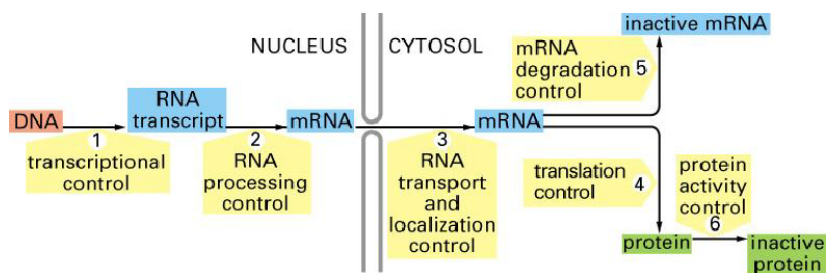 NUCLEUS
CYTOSOL
DNA
1
transcriptional
control
RNA
transcript
2
RNA
processing
control
mRNA
3
RNA
transport
and
localization
control
mRNA
mRNA
degradation 5
control
inactive mRNA
translation
control 4
protein
activity
control
6
protein
inactive
protein